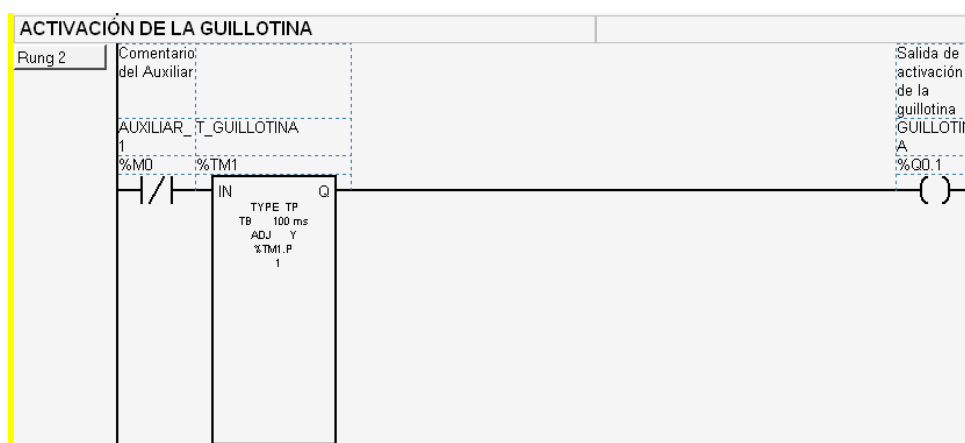 ACTIVACIÓN DE LA GUILLOTINA
Rung 2
Comentario
del Auxiliar
Salida de
activación
de la
guillotina
AUXILIAR_
1
T_GUILLOTINA
GUILLOTIN
A
%M0
%TM1
%Q0.1
IN
Q
TYPE TP
TB 100 ms
ADJ Y
%TM1.P
1